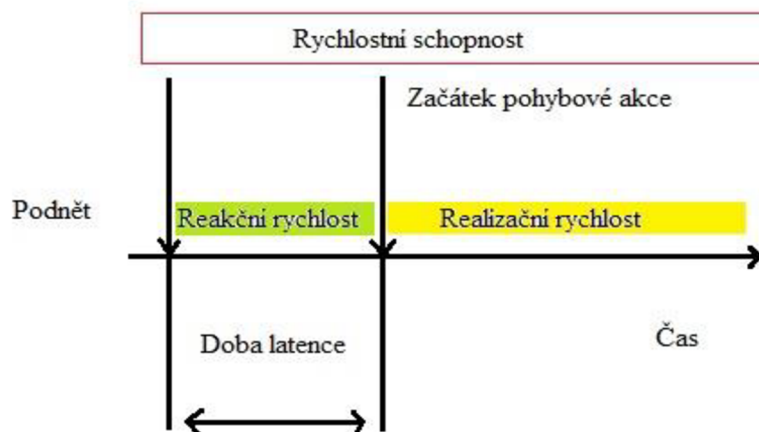 Rychlostní schopnost
Začátek pohybové akce
Podnět
Reakční rychlost
Realizační rychlost
Doba latence
Čas